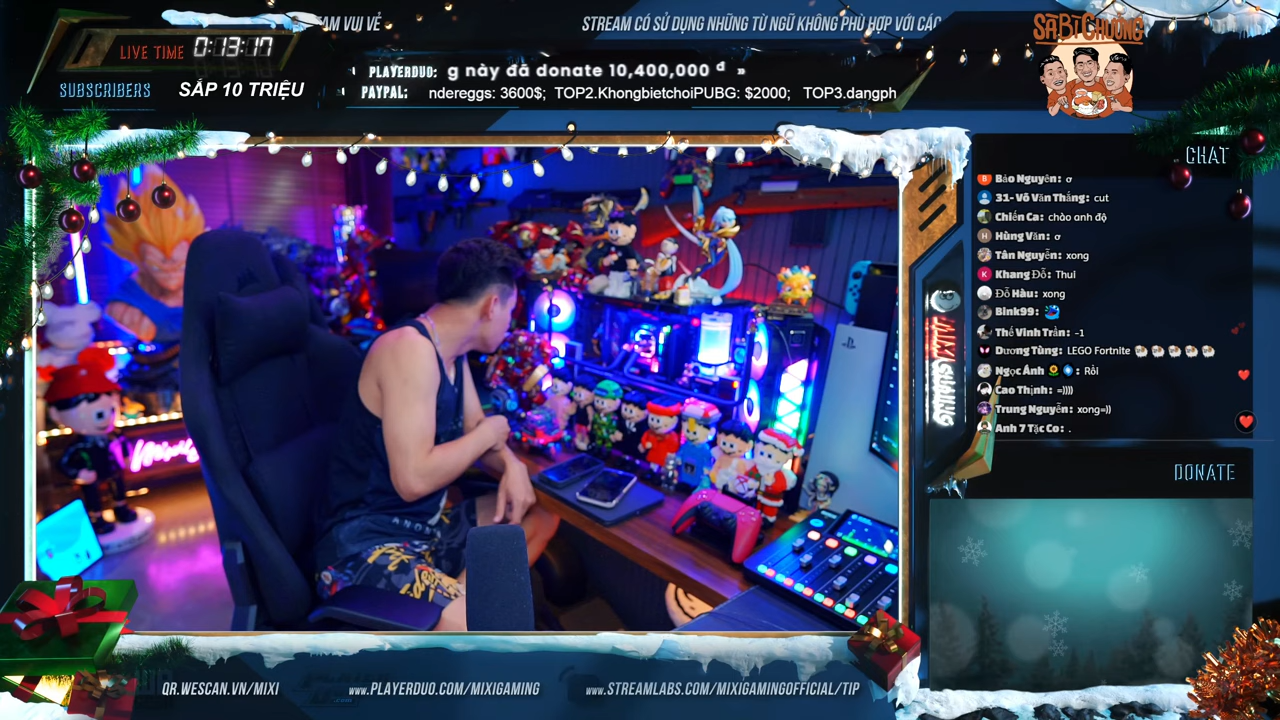 AM VUI VẺ
STREAM CÓ SỬ DỤNG NHỮNG TỪ NGỮ KHÔNG PHÙ HỢP VỚI CÁC
SÁBÌCHƯỞNG
LIVE TIME 0:13:17
SUBSCRIBERS SẮP 10 TRIỆU
PLAYERDUO: g này đã donate 10,400,000 đ »
PAYPAL: ndereggs: 3600$; TOP2.KhongbietchoiPUBG: $2000; TOP3.dangph
CHAT
Bảo Nguyên: ơ
31- Võ Văn Thắng: cut
Chiến Ca: chào anh độ
Hùng Văn: ơ
Tân Nguyễn: xong
Khang Đỗ: Thui
Đỗ Hàu: xong
Bink99:
Thế Vinh Trần: -1
Dương Tùng: LEGO Fortnite
Ngọc Ánh 🌻: Rồi
Cao Thịnh: =))))
Trung Nguyễn: xong=))
Anh 7 Tặc Co: .
DONATE
MIXIGAMING
QR.WESCAN.VN/MIXI
WWW.PLAYERDUO.COM/MIXIGAMING
WWW.STREAMLABS.COM/MIXIGAMINGOFFICIAL/TIP